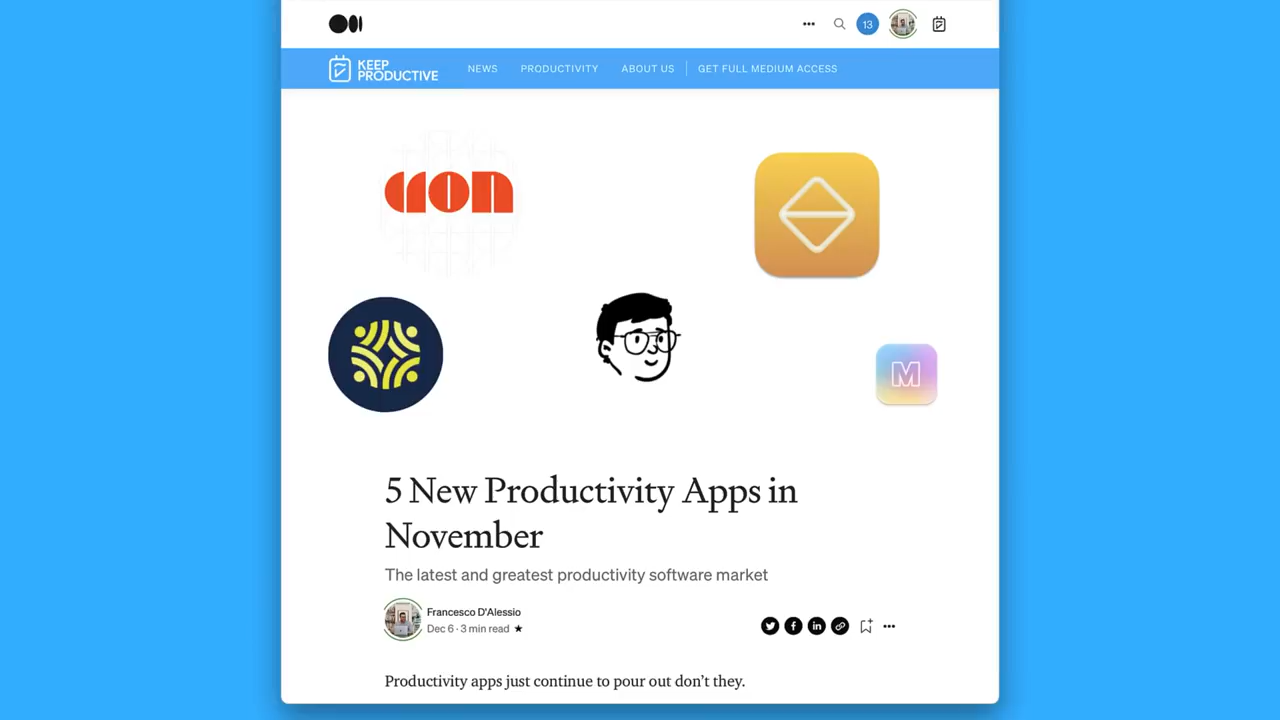 13
KEEP
PRODUCTIVE
NEWS PRODUCTIVITY ABOUT US GET FULL MEDIUM ACCESS
M
5 New Productivity Apps in
November
The latest and greatest productivity software market
Francesco D'Alessio
Dec 6 · 3 min read ★
Productivity apps just continue to pour out don’t they.